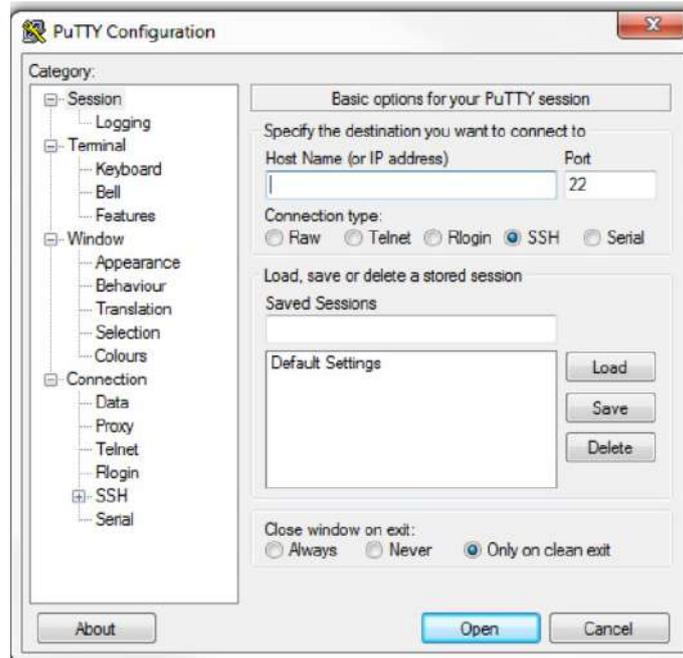 PuTTY Configuration
Category:
Session
Logging
Terminal
Keyboard
Bell
Features
Window
Appearance
Behaviour
Translation
Selection
Colours
Connection
Data
Proxy
Telnet
Rlogin
SSH
Serial
Basic options for your PuTTY session
Specify the destination you want to connect to
Host Name (or IP address) Port
22
Connection type:
Raw Telnet Rlogin SSH Serial
Load, save or delete a stored session
Saved Sessions
Default Settings
Load
Save
Delete
Close window on exit:
Always Never Only on clean exit
About Open Cancel